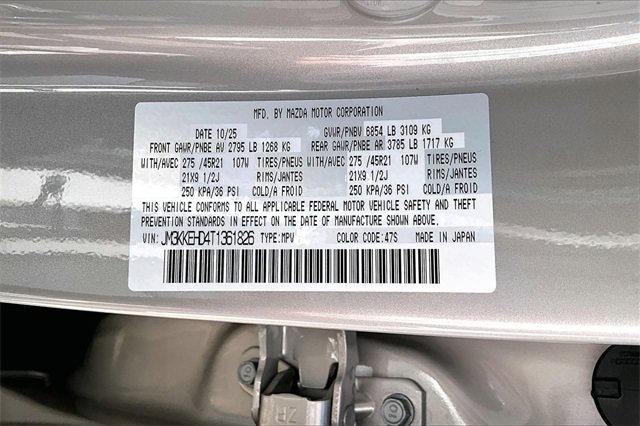 MFD. BY MAZDA MOTOR CORPORATION
DATE 10/25 GVWR/PNBV 6854 LB 3109 KG
FRONT GAWR/PNBE AV 2795 LB 1268 KG REAR GAWR/PNBE AR 3785 LB 1717 KG
WITH/AVEC 275 /45R21 107W TIRES/PNEUS WITH/AVEC 275 /45R21 107W TIRES/PNEUS
21X9 1/2J RIMS/JANTES 21X9 1/2J RIMS/JANTES
250 KPA/36 PSI COLD/A FROID 250 KPA/36 PSI COLD/A FROID
THIS VEHICLE CONFORMS TO ALL APPLICABLE FEDERAL MOTOR VEHICLE SAFETY AND THEFT
PREVENTION STANDARDS IN EFFECT ON THE DATE OF MANUFACTURE SHOWN ABOVE.
VIN: JM3KKEHD4T1361826 TYPE: MPV COLOR CODE: 47S MADE IN JAPAN
ZR